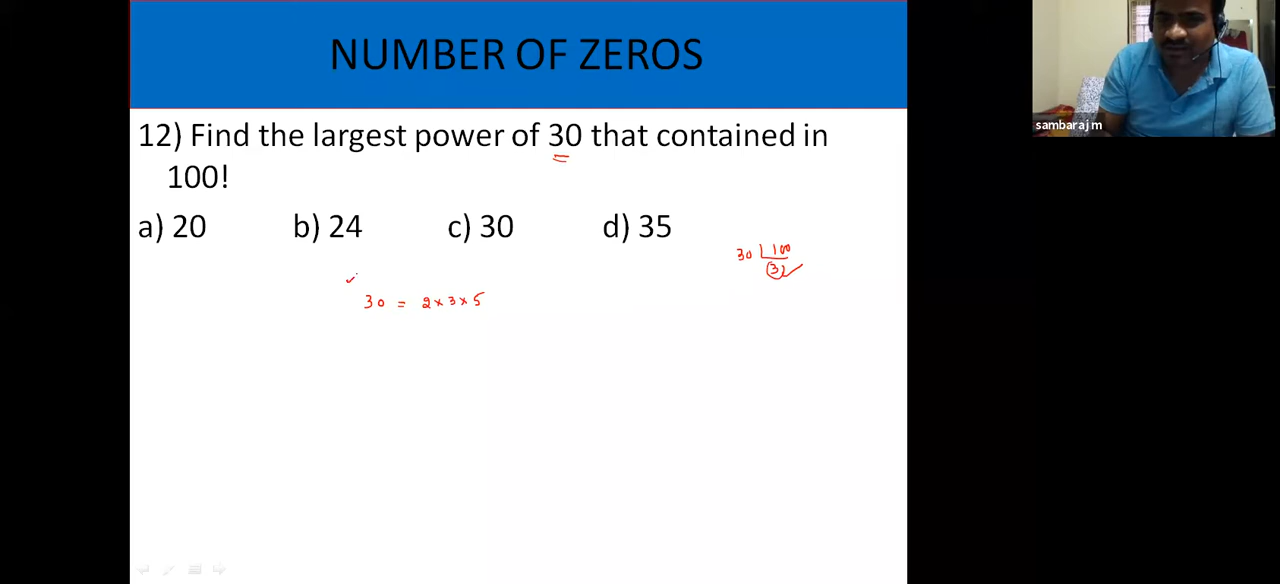 NUMBER OF ZEROS
sambaraj m
12) Find the largest power of 30 that contained in
100!
a) 20 b) 24 c) 30 d) 35
30 100
3
30 = 2 × 3 × 5